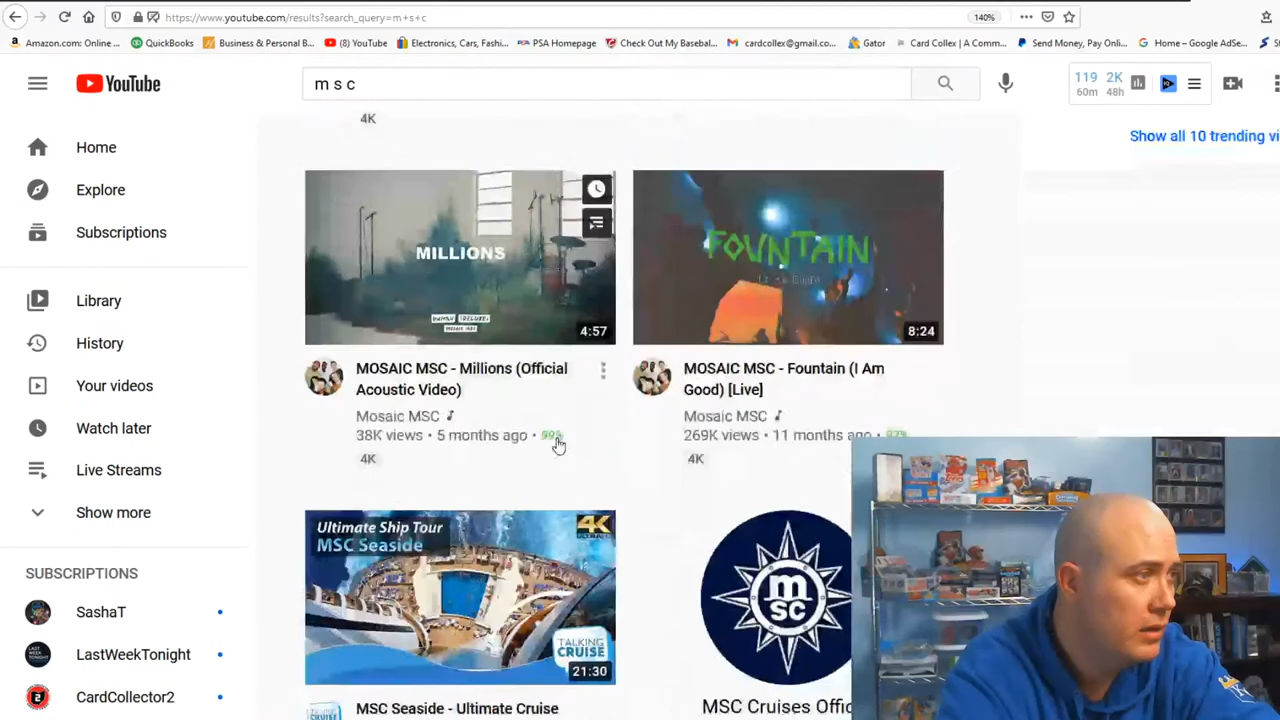 https://www.youtube.com/results?search_query=m+s+c
140%
Amazon.com: Online ...
QuickBooks
Business & Personal B...
(8) YouTube
Electronics, Cars, Fashi...
PSA Homepage
Check Out My Basebal...
cardcollex@gmail.co...
Gator
Card Collex | A Comm...
Send Money, Pay Onli...
Home – Google AdSe...
YouTube
m s c
119 2K
60m 48h
4K
Show all 10 trending vi
Home
Explore
Subscriptions
Library
History
Your videos
Watch later
Live Streams
Show more
SUBSCRIPTIONS
SashaT
LastWeekTonight
CardCollector2
MILLIONS
4:57
FOUNTAIN
8:24
MOSAIC MSC - Millions (Official
Acoustic Video)
Mosaic MSC
38K views • 5 months ago • 99%
4K
MOSAIC MSC - Fountain (I Am
Good) [Live]
Mosaic MSC
269K views • 11 months ago • 97%
4K
Ultimate Ship Tour
MSC Seaside
4K
TALKING
CRUISE
21:30
MSC Seaside - Ultimate Cruise
m
sc
MSC Cruises Offic